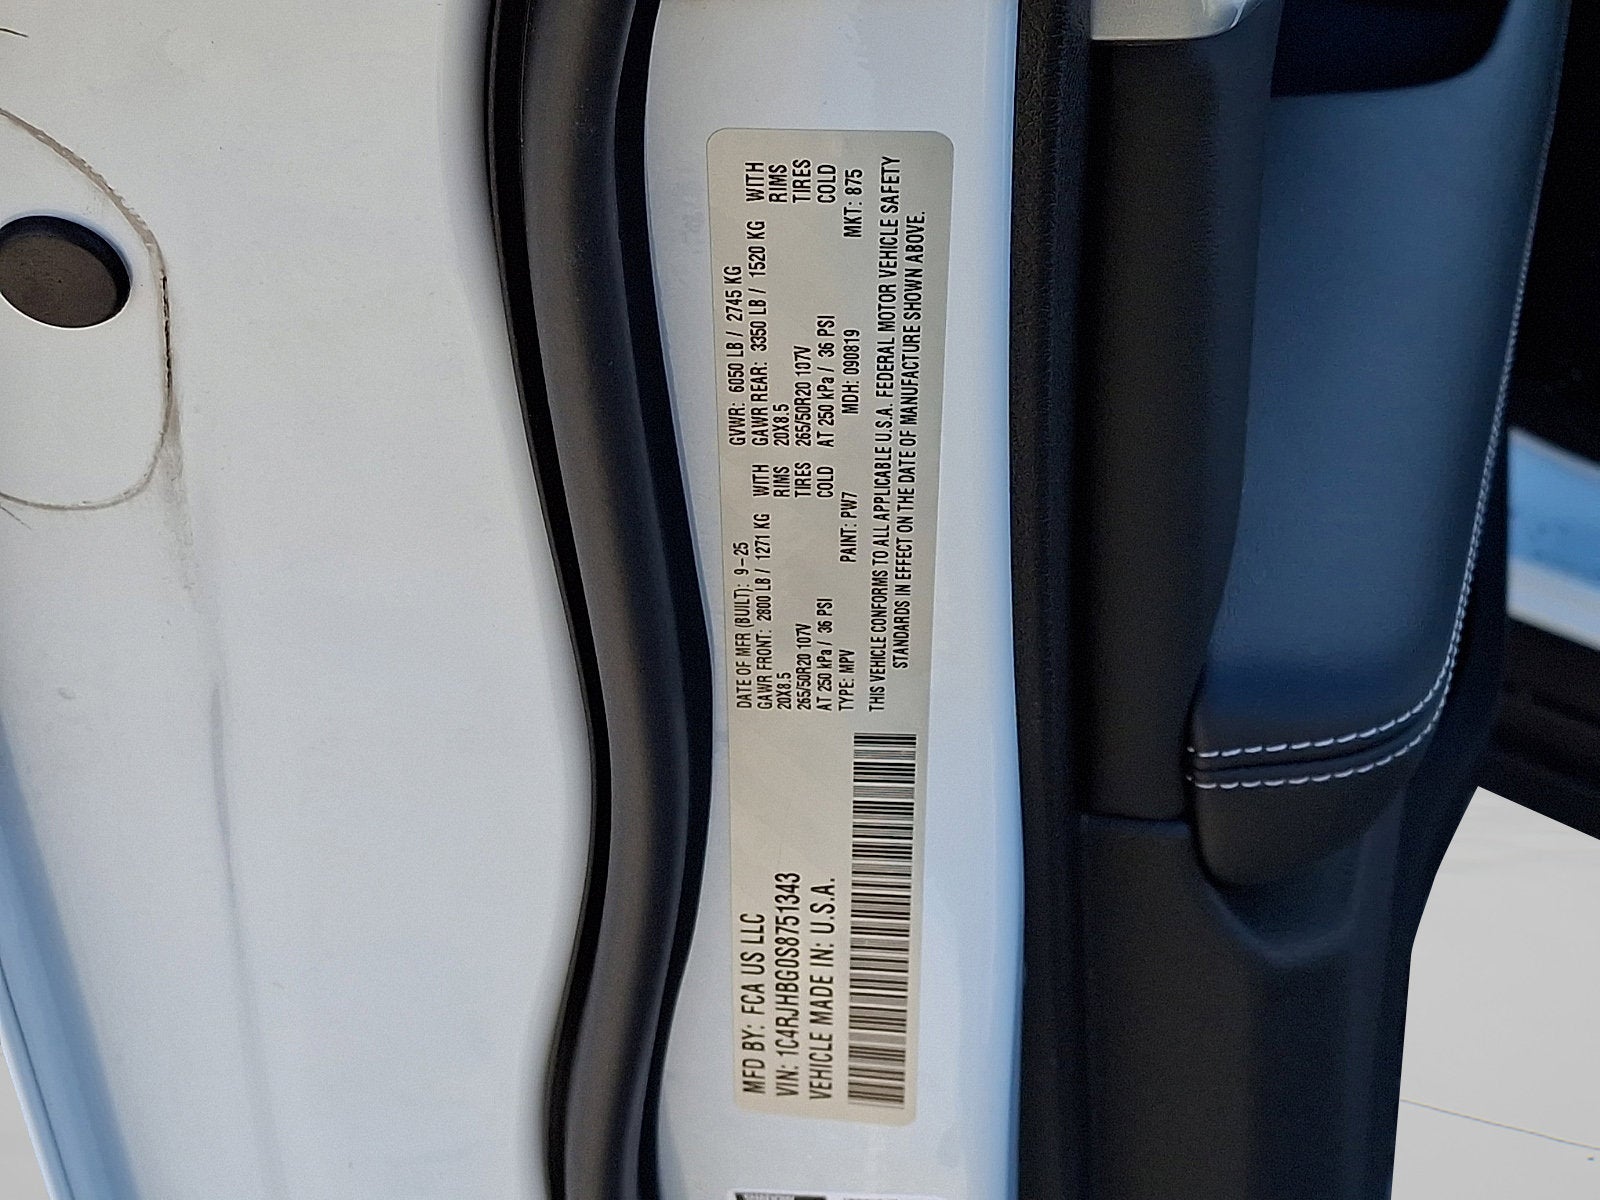 MFD BY: FCA US LLC
VIN: 1C4RJHBG0S8751343
VEHICLE MADE IN: U.S.A.
DATE OF MFR (BUILT): 9-25 GVWR: 6050 LB / 2745 KG
GAWR FRONT: 2800 LB / 1271 KG WITH GAWR REAR: 3350 LB / 1520 KG WITH
20X8.5 RIMS 20X8.5 RIMS
265/50R20 107V TIRES 265/50R20 107V TIRES
AT 250 kPa / 36 PSI COLD AT 250 kPa / 36 PSI COLD
TYPE: MPV PAINT: PW7 MDH: 090819 MKT: 875
THIS VEHICLE CONFORMS TO ALL APPLICABLE U.S.A. FEDERAL MOTOR VEHICLE SAFETY
STANDARDS IN EFFECT ON THE DATE OF MANUFACTURE SHOWN ABOVE.